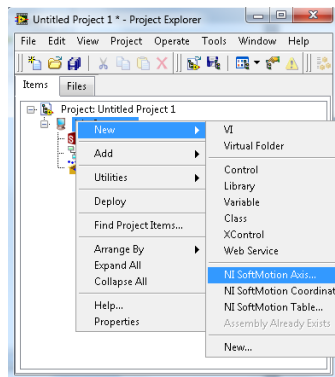 Untitled Project 1 * - Project Explorer
File Edit View Project Operate Tools Window Help
Items Files
Project: Untitled Project 1
New
Add
Utilities
Deploy
Find Project Items...
Arrange By
Expand All
Collapse All
Help...
Properties
VI
Virtual Folder
Control
Library
Variable
Class
XControl
Web Service
NI SoftMotion Axis...
NI SoftMotion Coordinat
NI SoftMotion Table...
Assembly Already Exists
New...